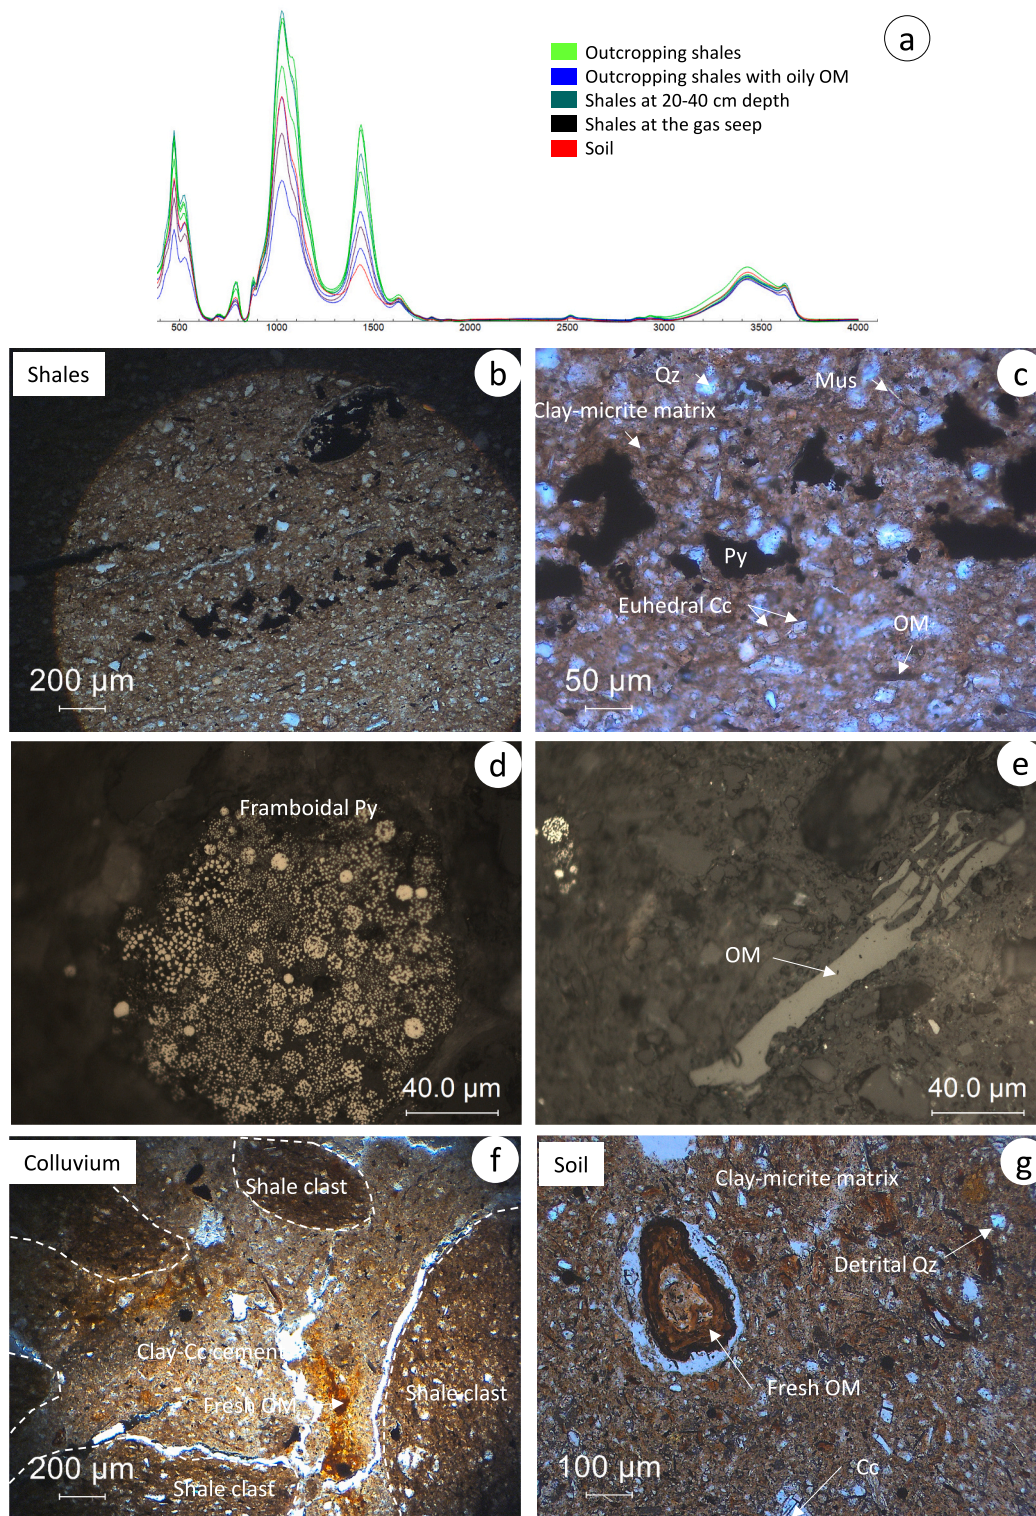 a
Outcropping shales
Outcropping shales with oily OM
Shales at 20-40 cm depth
Shales at the gas seep
Soil
500 1000 1500 2000 2500 3000 3500 4000
Shales
b
200 µm
c
Qz
Mus
Clay-micrite matrix
Py
Euhedral Cc
OM
50 µm
d
Framboidal Py
40.0 µm
e
OM
40.0 µm
Colluvium
f
Shale clast
Clay-Cc cement
Fresh OM
Shale clast
200 µm
Shale clast
Soil
g
Clay-micrite matrix
Detrital Qz
Fresh OM
100 µm
Cc